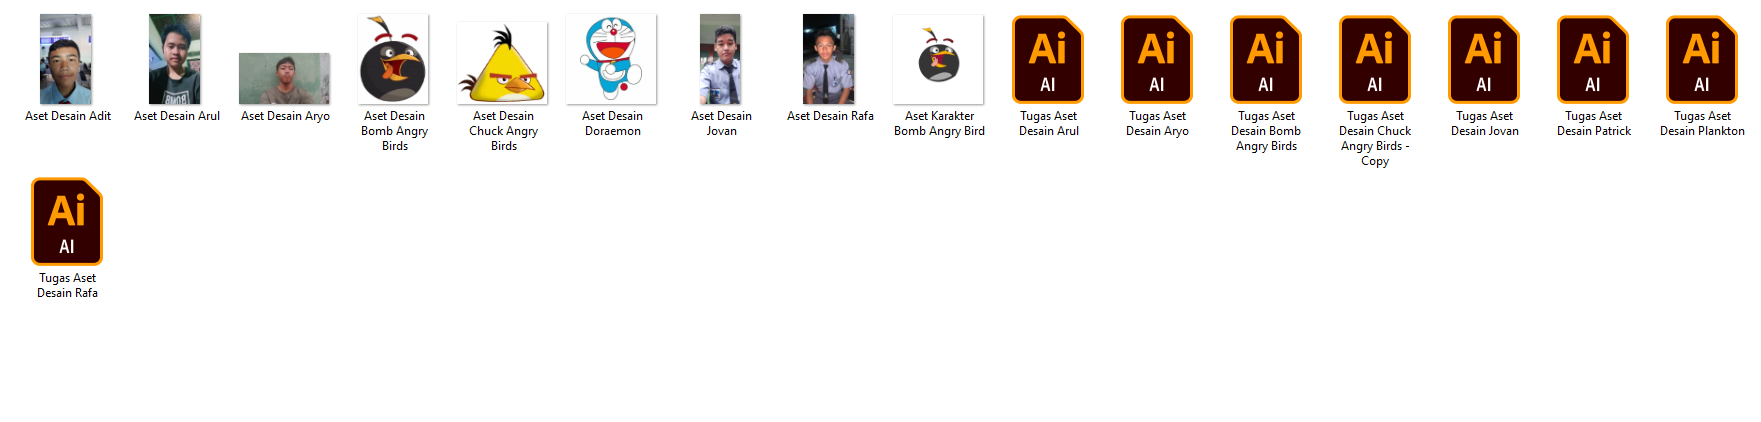 Ai
AI
Ai
AI
Ai
AI
Ai
AI
Ai
AI
Ai
AI
Ai
AI
Aset Desain Adit
Aset Desain Arul
Aset Desain Aryo
Aset Desain
Bomb Angry
Birds
Aset Desain
Chuck Angry
Birds
Aset Desain
Doraemon
Aset Desain
Jovan
Aset Desain Rafa
Aset Karakter
Bomb Angry Bird
Tugas Aset
Desain Arul
Tugas Aset
Desain Aryo
Tugas Aset
Desain Bomb
Angry Birds
Tugas Aset
Desain Chuck
Angry Birds -
Copy
Tugas Aset
Desain Jovan
Tugas Aset
Desain Patrick
Tugas Aset
Desain Plankton
Ai
AI
Tugas Aset
Desain Rafa